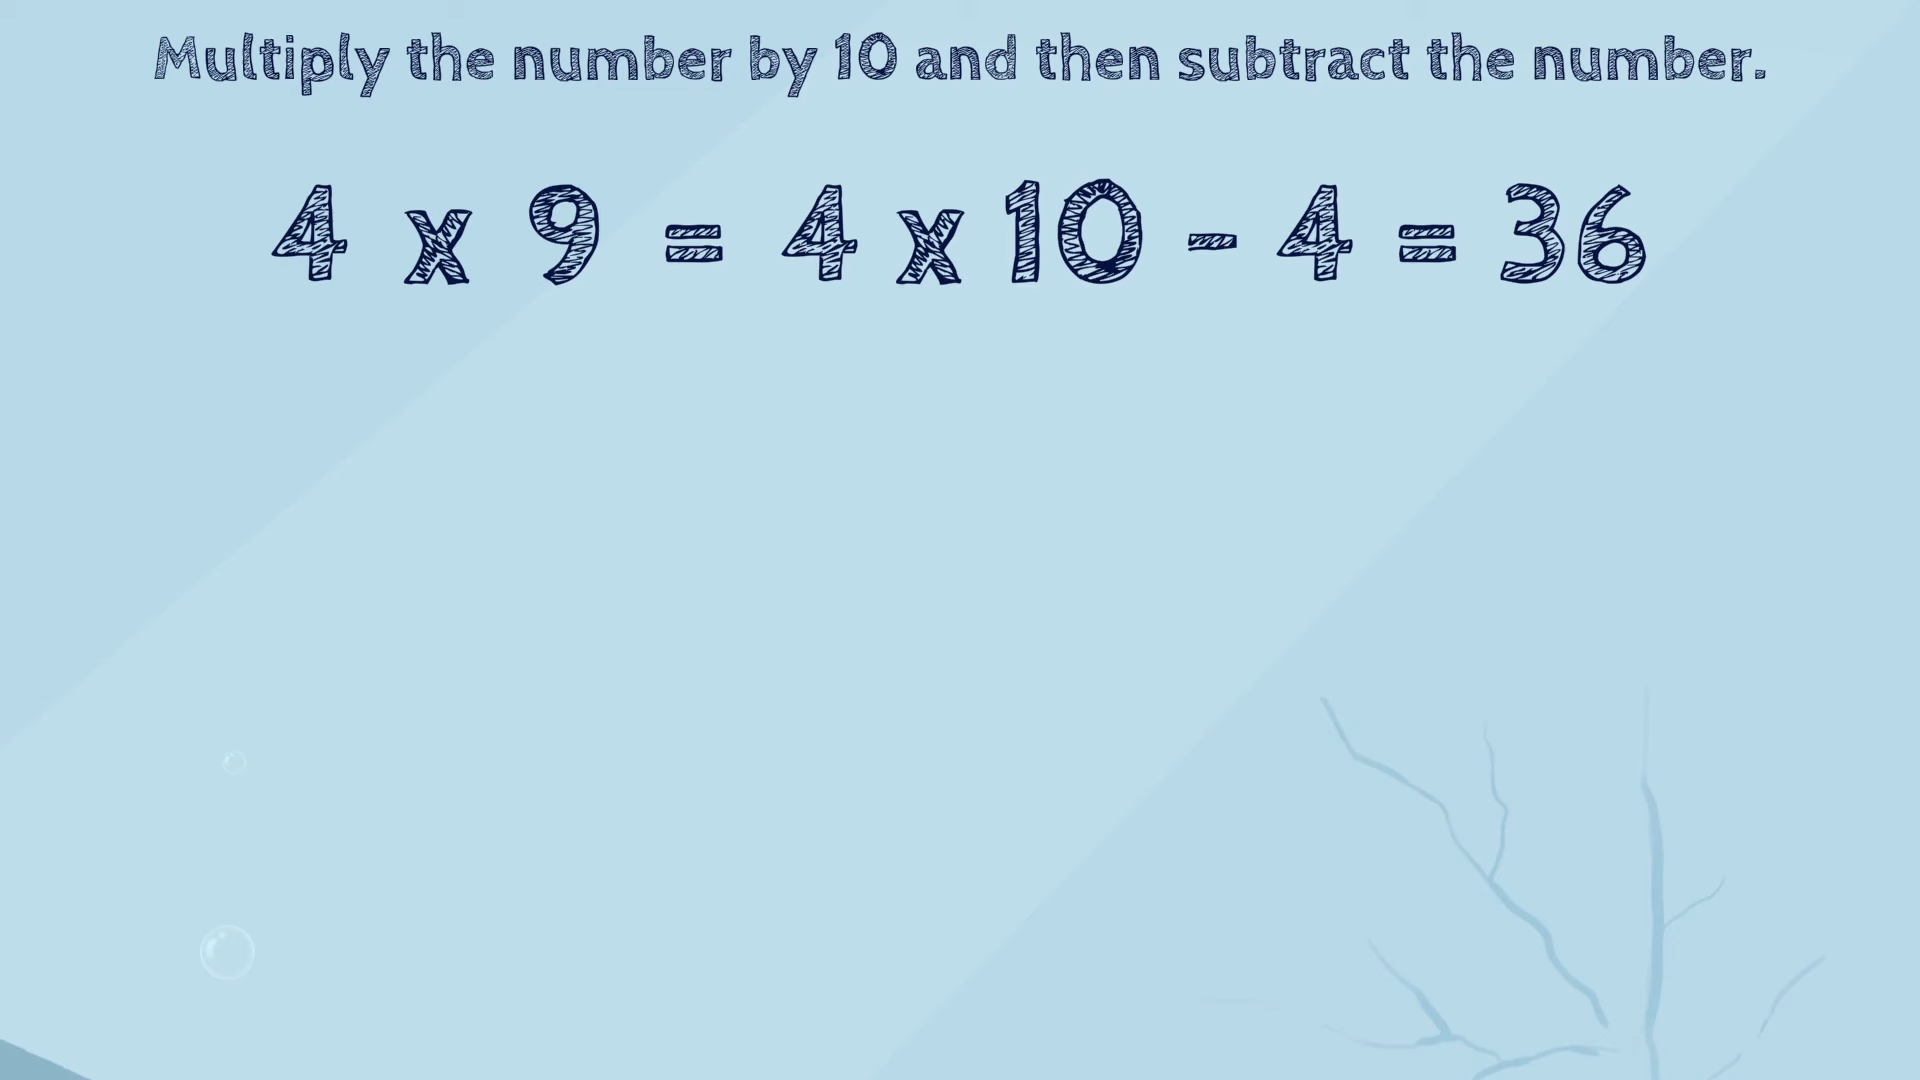 Multiply the number by 10 and then subtract the number.
4 x 9 = 4 x 10 - 4 = 36